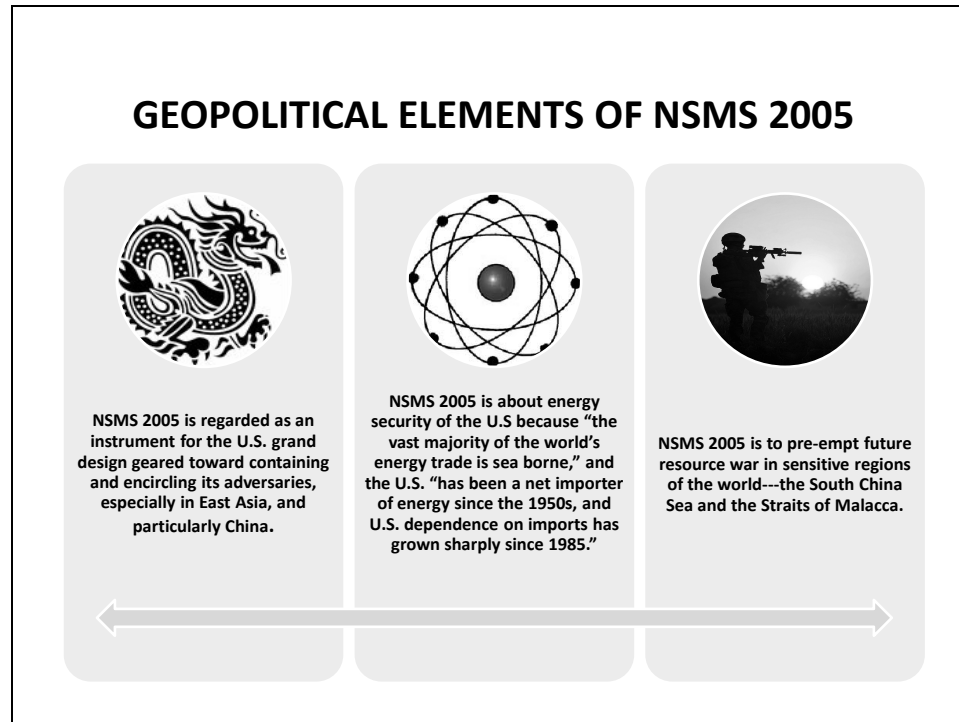 GEOPOLITICAL ELEMENTS OF NSMS 2005
NSMS 2005 is regarded as an
instrument for the U.S. grand
design geared toward containing
and encircling its adversaries,
especially in East Asia, and
particularly China.
NSMS 2005 is about energy
security of the U.S because “the
vast majority of the world’s
energy trade is sea borne,” and
the U.S. “has been a net importer
of energy since the 1950s, and
U.S. dependence on imports has
grown sharply since 1985.”
NSMS 2005 is to pre-empt future
resource war in sensitive regions
of the world---the South China
Sea and the Straits of Malacca.